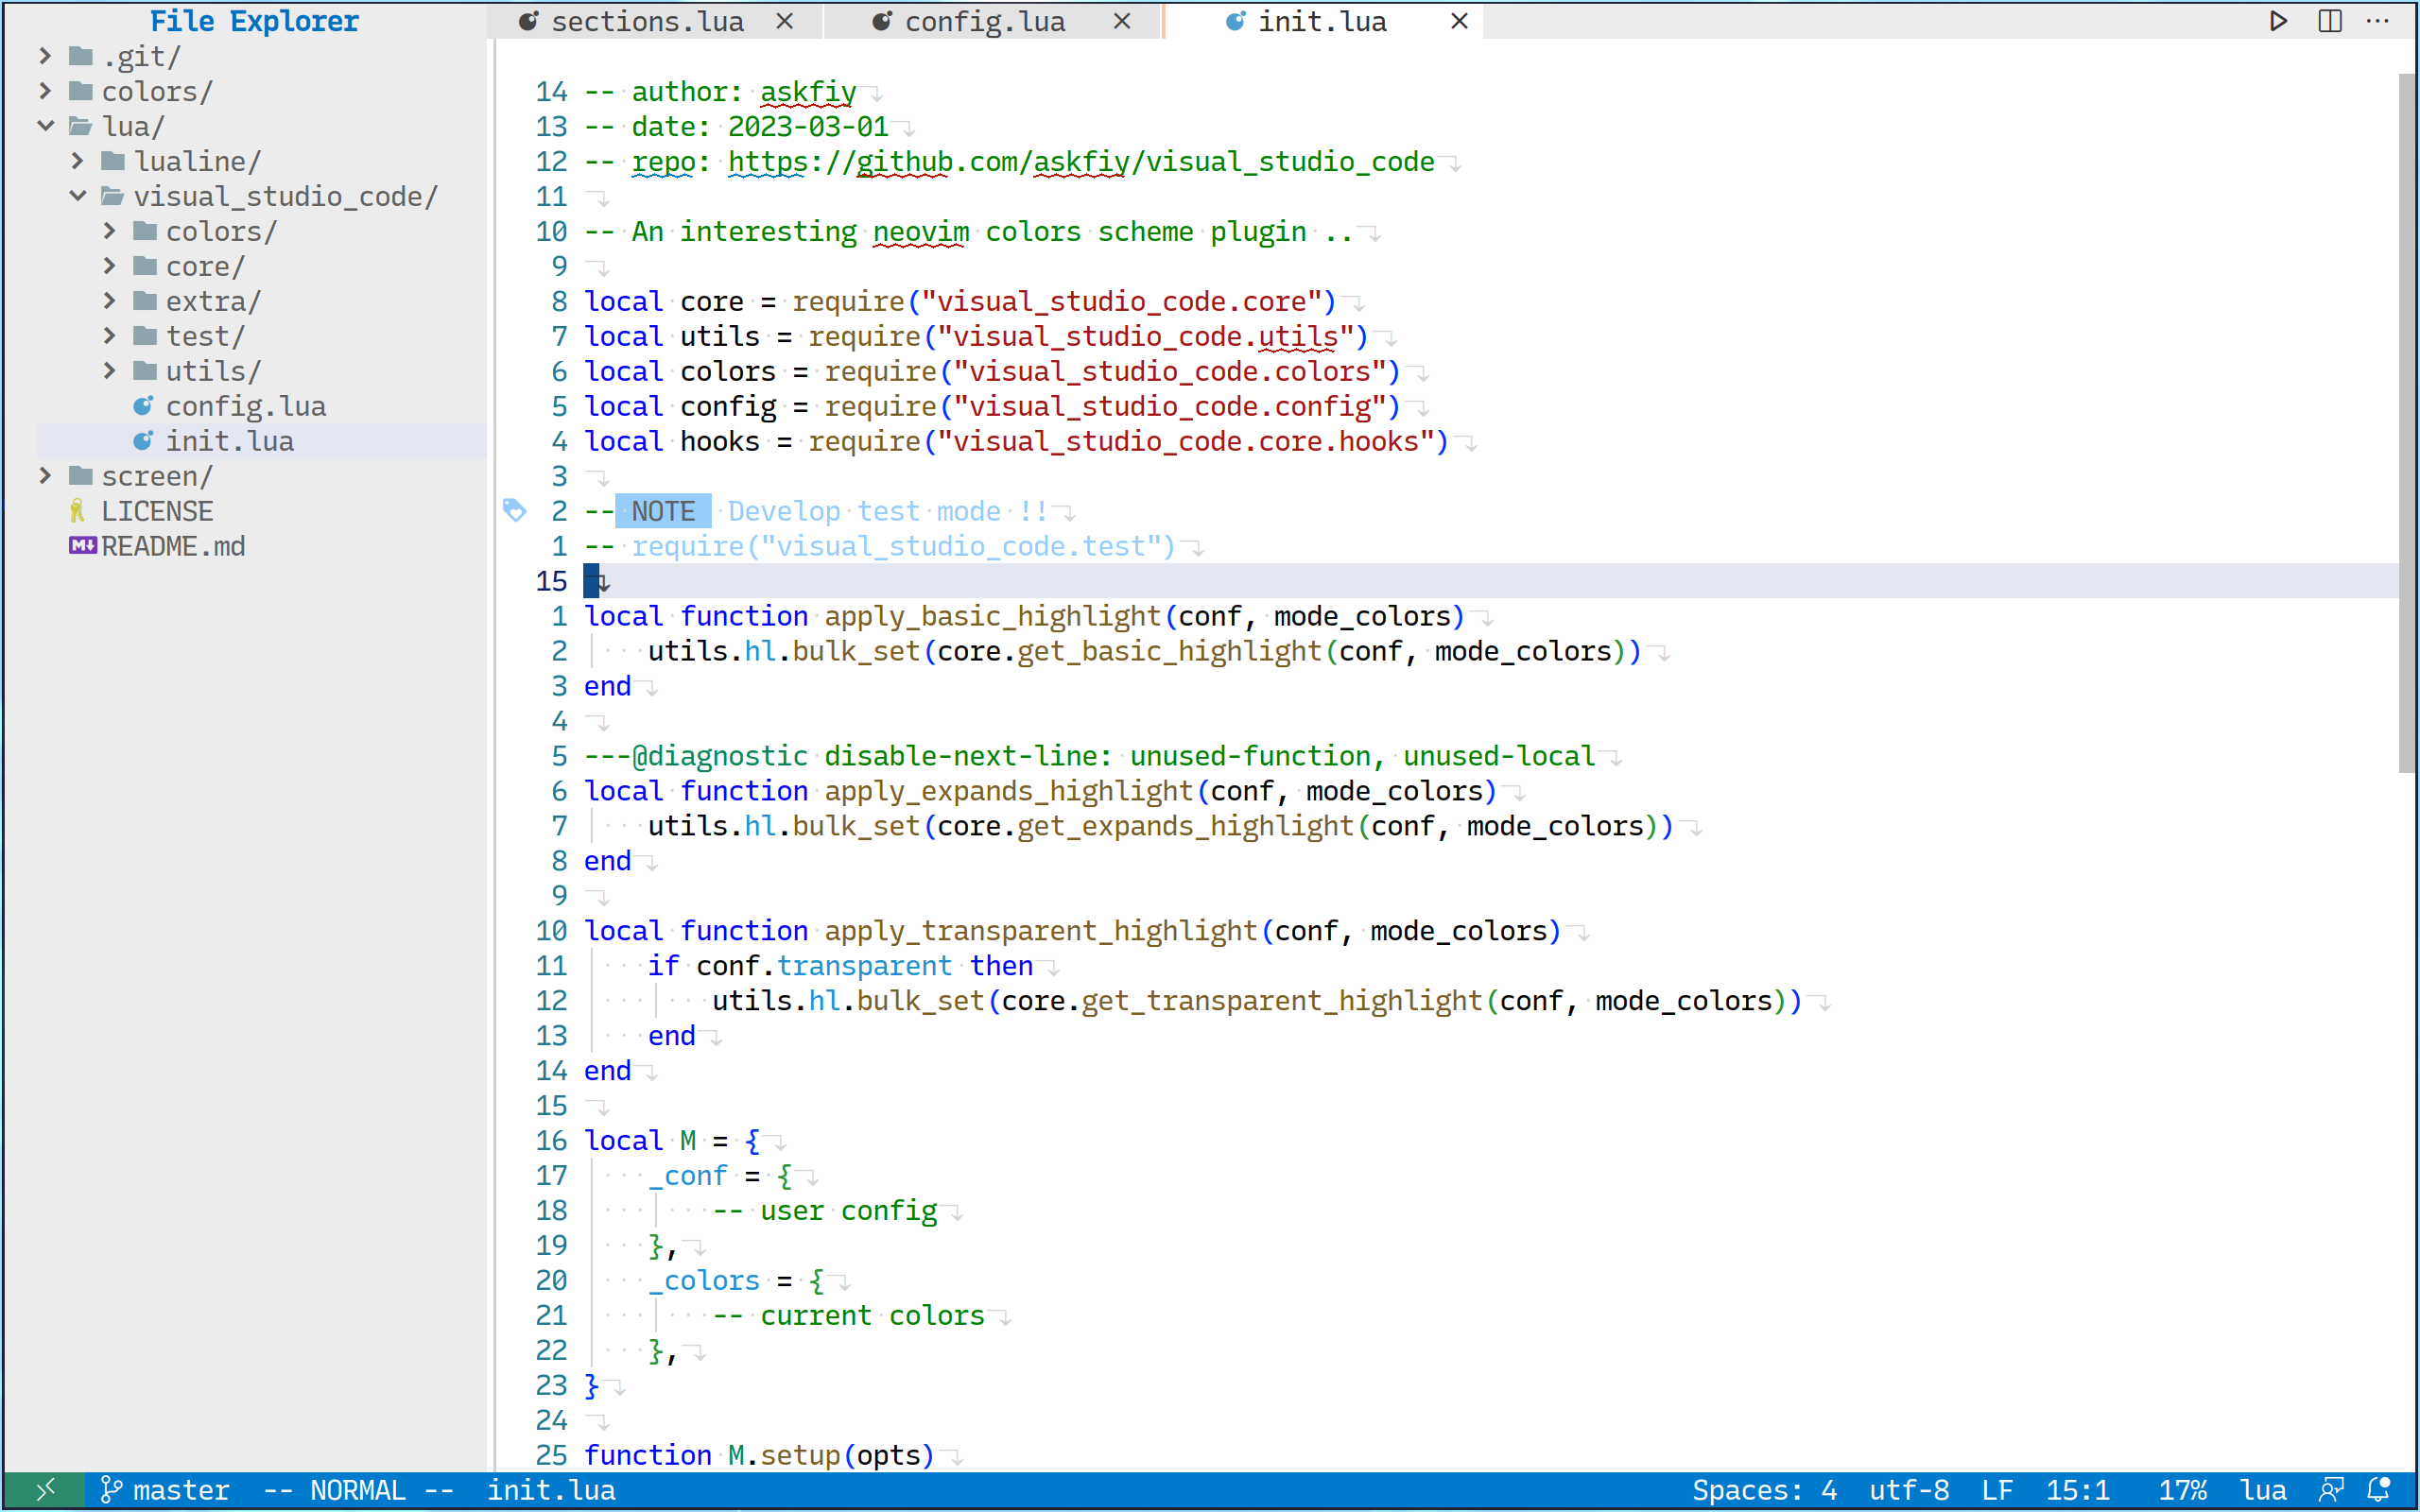 File Explorer
.git/
colors/
lua/
lualine/
visual_studio_code/
colors/
core/
extra/
test/
utils/
config.lua
init.lua
screen/
LICENSE
README.md
sections.lua × config.lua × init.lua × ···
14 -- author: askfiy
13 -- date: 2023-03-01
12 -- repo: https://github.com/askfiy/visual_studio_code
11
10 -- An interesting neovim colors scheme plugin ..
9
8 local core = require("visual_studio_code.core")
7 local utils = require("visual_studio_code.utils")
6 local colors = require("visual_studio_code.colors")
5 local config = require("visual_studio_code.config")
4 local hooks = require("visual_studio_code.core.hooks")
3
2 -- NOTE Develop test mode !!
1 -- require("visual_studio_code.test")
15
1 local function apply_basic_highlight(conf, mode_colors)
2     utils.hl.bulk_set(core.get_basic_highlight(conf, mode_colors))
3 end
4
5 ---@diagnostic disable-next-line: unused-function, unused-local
6 local function apply_expands_highlight(conf, mode_colors)
7     utils.hl.bulk_set(core.get_expands_highlight(conf, mode_colors))
8 end
9
10 local function apply_transparent_highlight(conf, mode_colors)
11     if conf.transparent then
12         utils.hl.bulk_set(core.get_transparent_highlight(conf, mode_colors))
13     end
14 end
15
16 local M = {
17     _conf = {
18         -- user config
19     },
20     _colors = {
21         -- current colors
22     },
23 }
24
25 function M.setup(opts)
master -- NORMAL -- init.lua Spaces: 4 utf-8 LF 15:1 17% lua